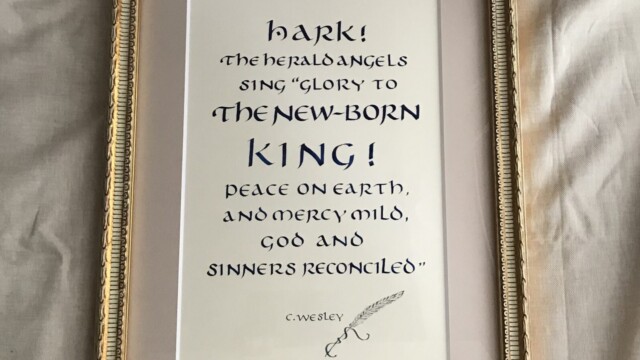 hARK!
The herald angels
sing "glory to
The NEW-BORN
KING!
peace on earth,
and mercy mild,
god and
sinners reconciled"
C. Wesley